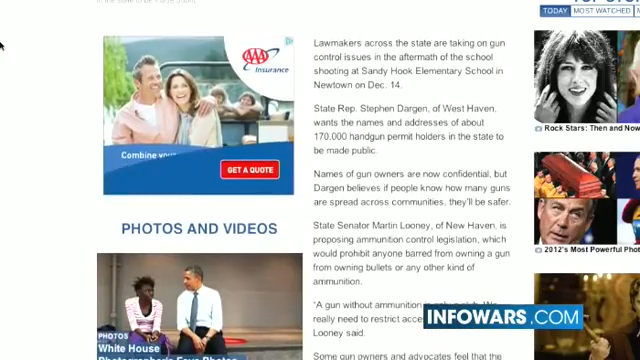 AAA
Insurance
Combine your
GET A QUOTE
PHOTOS AND VIDEOS
PHOTOS
White House
Lawmakers across the state are taking on gun
control issues in the aftermath of the school
shooting at Sandy Hook Elementary School in
Newtown on Dec. 14.
State Rep. Stephen Dargen, of West Haven,
wants the names and addresses of about
170,000 handgun permit holders in the state to
be made public.
Names of gun owners are now confidential, but
Dargen believes if people know how many guns
are spread across communities, they'll be safer.
State Senator Martin Looney, of New Haven, is
proposing ammunition control legislation, which
would prohibit anyone barred from owning a gun
from owning bullets or any other kind of
ammunition.
"A gun without ammunition is
really need to restrict access
Looney said.
Some gun owners and advocates feel that the
TODAY MOST WATCHED
Rock Stars: Then and Now
2012's Most Powerful Phot
INFOWARS.COM